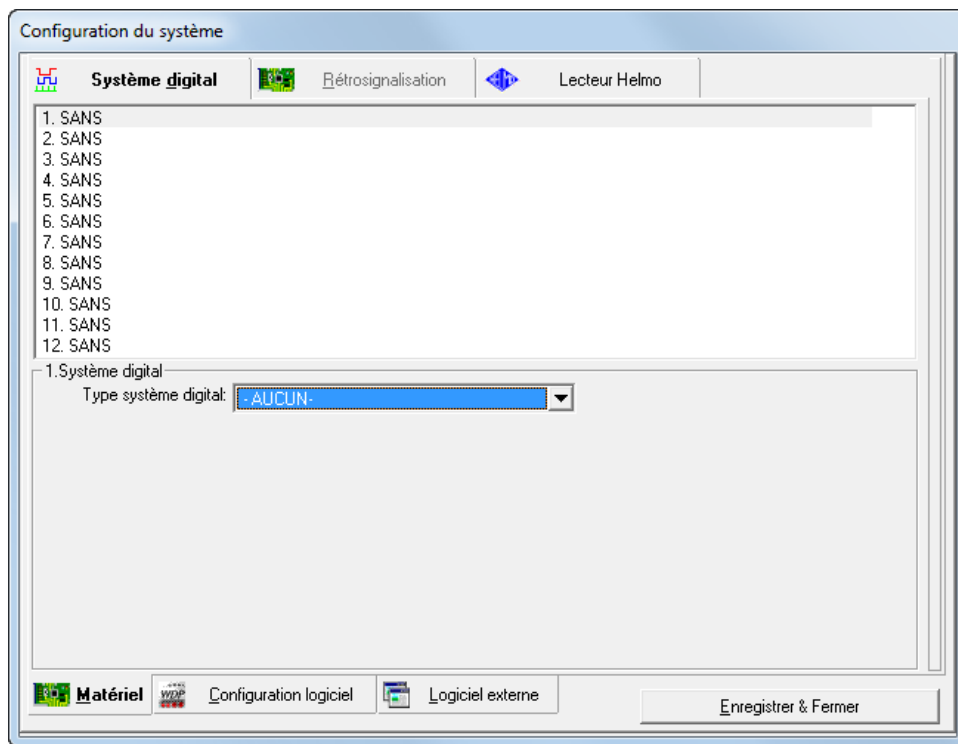 Configuration du système
Système digital
Rétrosignalisation
Lecteur Helmo
1. SANS
2. SANS
3. SANS
4. SANS
5. SANS
6. SANS
7. SANS
8. SANS
9. SANS
10. SANS
11. SANS
12. SANS
1.Système digital
Type système digital: - AUCUN-
Matériel
WDP
Configuration logiciel
Logiciel externe
Enregistrer & Fermer